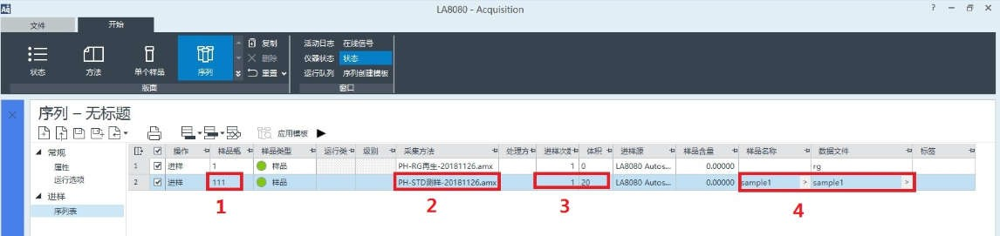 Aq LA8080 - Acquisition ?
文件 开始
状态 方法 单个样品 序列
复制
删除
重置
版面
活动日志 在线信号
仪器状态 状态
运行队列 序列创建模板
窗口
序列 – 无标题
应用模板
常规
属性
运行选项
进样
序列表
操作 样品瓶 样品类型 运行类 级别 采集方法 处理方 进样次数 体积 进样源 样品含量 样品名称 数据文件 标签
1 进样 1 样品 PH-RG再生-20181126.amx 1 0 LA8080 Autos... 0.00000 rg
2 进样 111 样品 PH-STD测样-20181126.amx 1 20 LA8080 Autos... 0.00000 sample1 > sample1 >
1 2 3 4